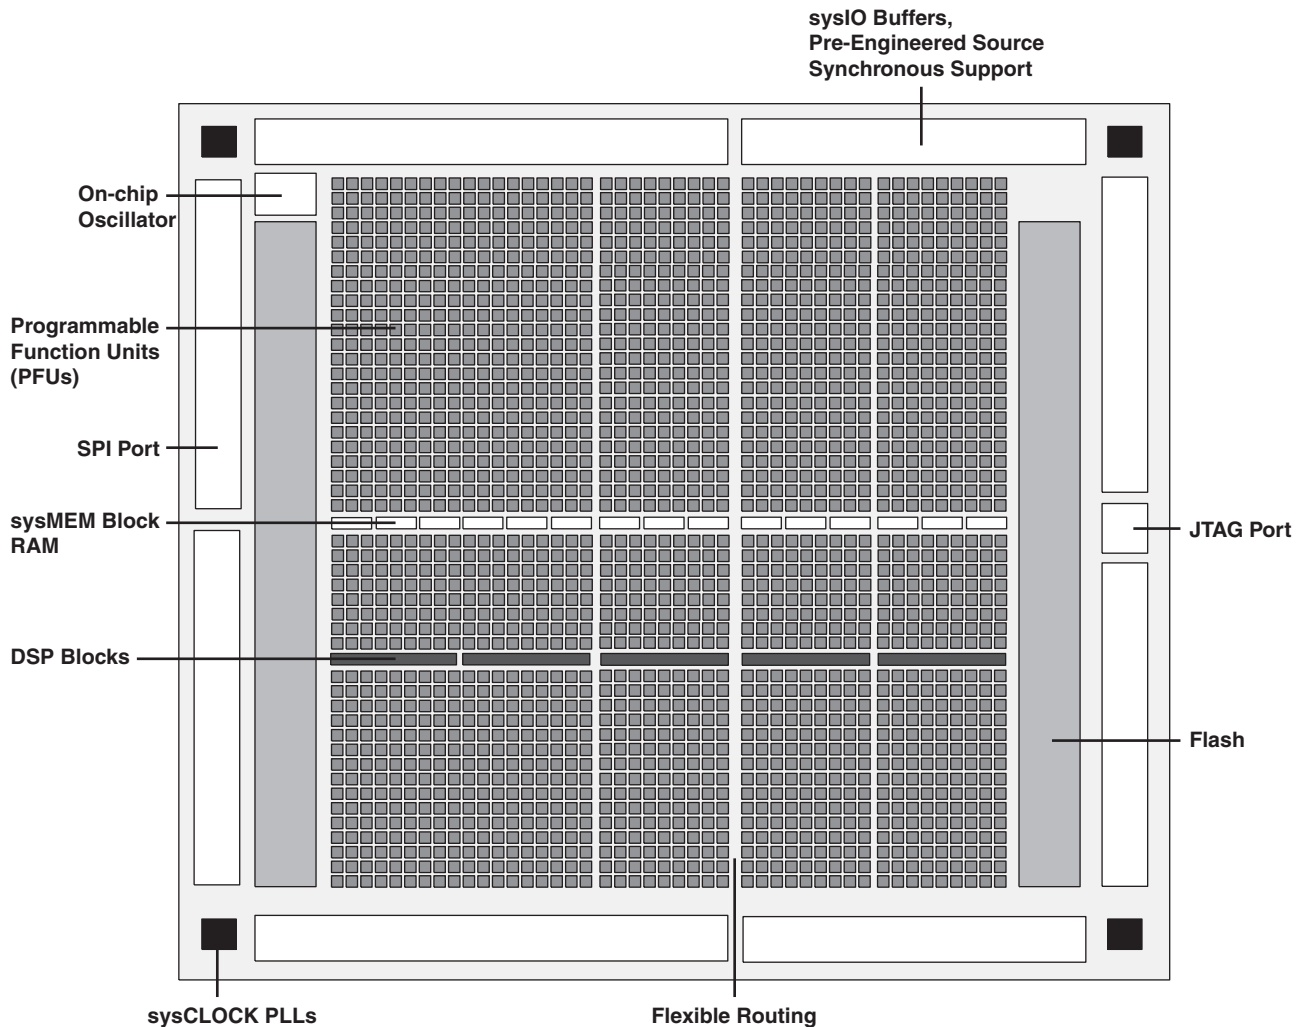 sysIO Buffers,
Pre-Engineered Source
Synchronous Support
On-chip
Oscillator
Programmable
Function Units
(PFUs)
SPI Port
sysMEM Block
RAM
JTAG Port
DSP Blocks
Flash
sysCLOCK PLLs
Flexible Routing